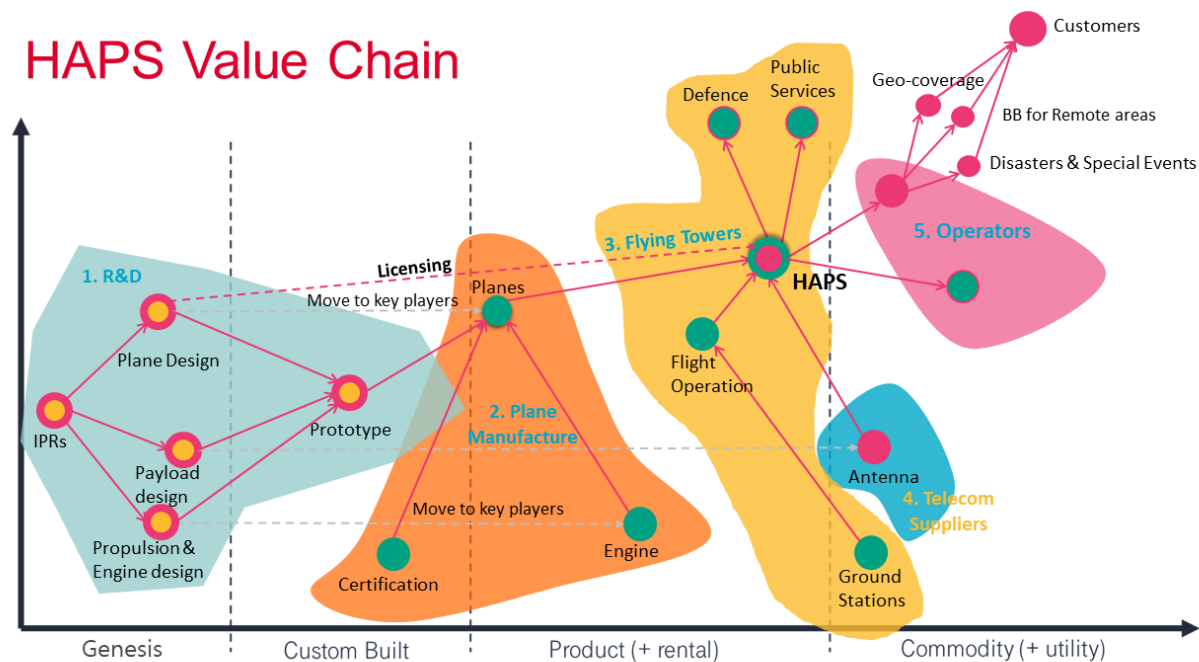 HAPS Value Chain
Customers
Geo-coverage
Public
Services
Defence
BB for Remote areas
Disasters & Special Events
3. Flying Towers
5. Operators
1. R&D
Licensing
HAPS
Planes
Move to key players
Plane Design
Flight
Operation
2. Plane
Manufacture
IPRs
Prototype
Payload
design
Antenna
4. Telecom
Suppliers
Move to key players
Propulsion &
Engine design
Engine
Certification
Ground
Stations
Genesis
Custom Built
Product (+ rental)
Commodity (+ utility)